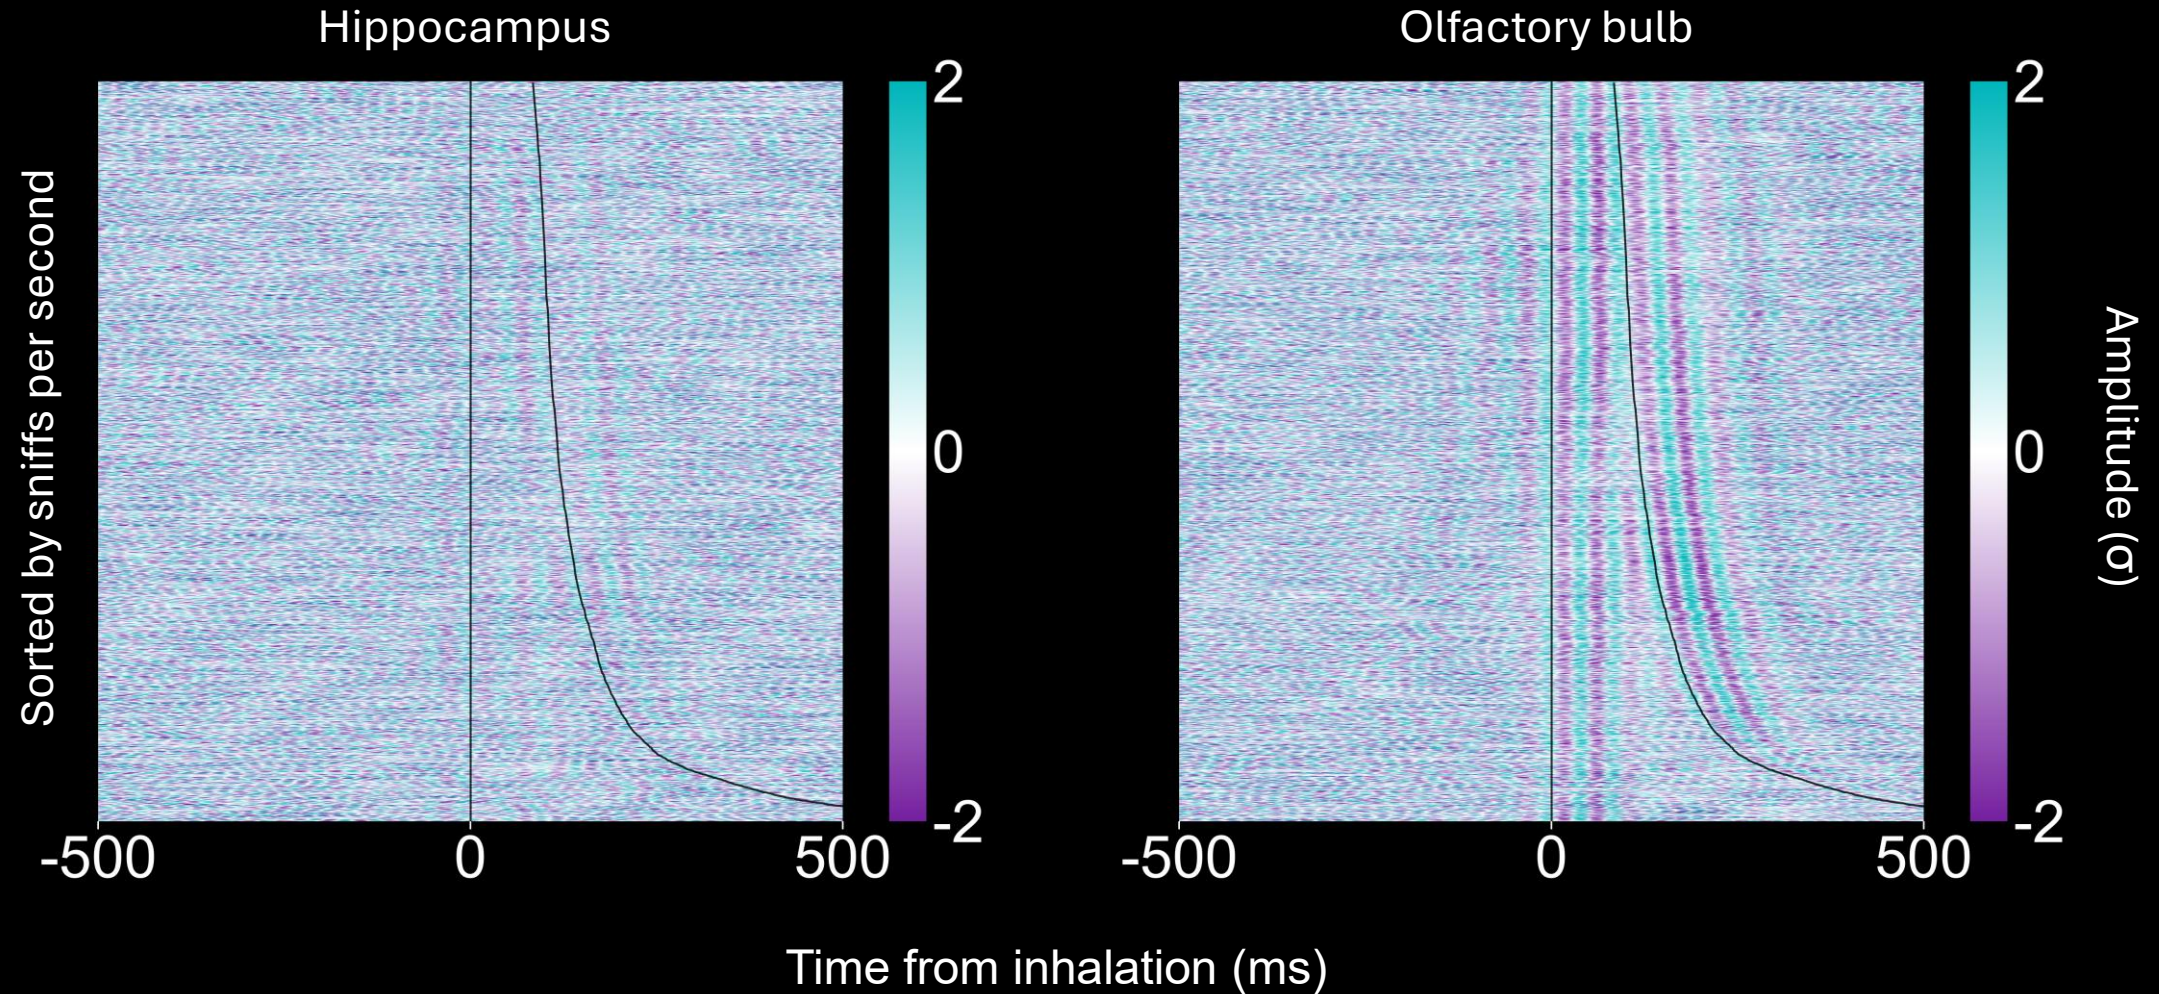 Hippocampus
Olfactory bulb
Sorted by sniffs per second
2
0
-2
2
0
-2
Amplitude (σ)
-500
0
500
-500
0
500
Time from inhalation (ms)